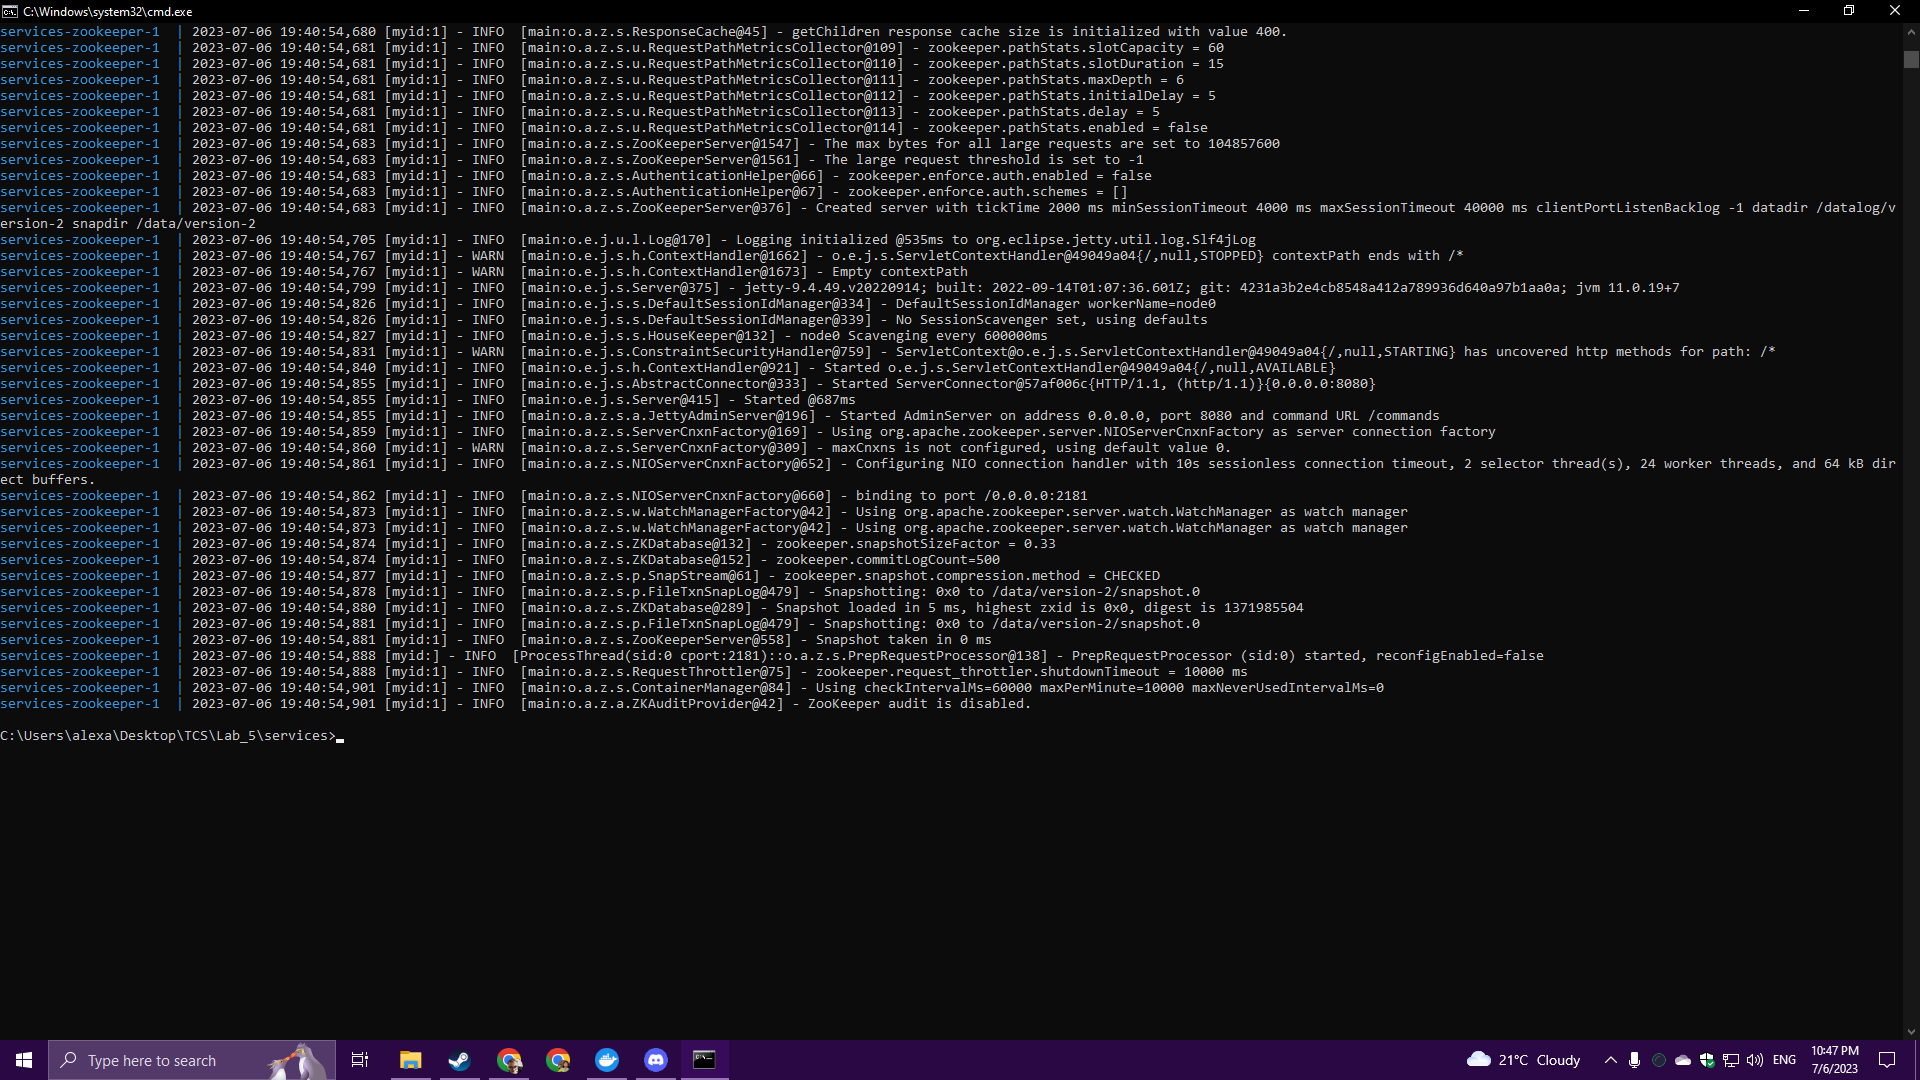 C:\Windows\system32\cmd.exe
services-zookeeper-1  | 2023-07-06 19:40:54,680 [myid:1] - INFO  [main:o.a.z.s.ResponseCache@45] - getChildren response cache size is initialized with value 400.
services-zookeeper-1  | 2023-07-06 19:40:54,681 [myid:1] - INFO  [main:o.a.z.s.u.RequestPathMetricsCollector@109] - zookeeper.pathStats.slotCapacity = 60
services-zookeeper-1  | 2023-07-06 19:40:54,681 [myid:1] - INFO  [main:o.a.z.s.u.RequestPathMetricsCollector@110] - zookeeper.pathStats.slotDuration = 15
services-zookeeper-1  | 2023-07-06 19:40:54,681 [myid:1] - INFO  [main:o.a.z.s.u.RequestPathMetricsCollector@111] - zookeeper.pathStats.maxDepth = 6
services-zookeeper-1  | 2023-07-06 19:40:54,681 [myid:1] - INFO  [main:o.a.z.s.u.RequestPathMetricsCollector@112] - zookeeper.pathStats.initialDelay = 5
services-zookeeper-1  | 2023-07-06 19:40:54,681 [myid:1] - INFO  [main:o.a.z.s.u.RequestPathMetricsCollector@113] - zookeeper.pathStats.delay = 5
services-zookeeper-1  | 2023-07-06 19:40:54,681 [myid:1] - INFO  [main:o.a.z.s.u.RequestPathMetricsCollector@114] - zookeeper.pathStats.enabled = false
services-zookeeper-1  | 2023-07-06 19:40:54,683 [myid:1] - INFO  [main:o.a.z.s.ZooKeeperServer@1547] - The max bytes for all large requests are set to 104857600
services-zookeeper-1  | 2023-07-06 19:40:54,683 [myid:1] - INFO  [main:o.a.z.s.ZooKeeperServer@1561] - The large request threshold is set to -1
services-zookeeper-1  | 2023-07-06 19:40:54,683 [myid:1] - INFO  [main:o.a.z.s.AuthenticationHelper@66] - zookeeper.enforce.auth.enabled = false
services-zookeeper-1  | 2023-07-06 19:40:54,683 [myid:1] - INFO  [main:o.a.z.s.AuthenticationHelper@67] - zookeeper.enforce.auth.schemes = []
services-zookeeper-1  | 2023-07-06 19:40:54,683 [myid:1] - INFO  [main:o.a.z.s.ZooKeeperServer@376] - Created server with tickTime 2000 ms minSessionTimeout 4000 ms maxSessionTimeout 40000 ms clientPortListenBacklog -1 datadir /datalog/v
ersion-2 snapdir /data/version-2
services-zookeeper-1  | 2023-07-06 19:40:54,705 [myid:1] - INFO  [main:o.e.j.u.l.Log@170] - Logging initialized @535ms to org.eclipse.jetty.util.log.Slf4jLog
services-zookeeper-1  | 2023-07-06 19:40:54,767 [myid:1] - WARN  [main:o.e.j.s.h.ContextHandler@1662] - o.e.j.s.ServletContextHandler@49049a04{/,null,STOPPED} contextPath ends with /*
services-zookeeper-1  | 2023-07-06 19:40:54,767 [myid:1] - WARN  [main:o.e.j.s.h.ContextHandler@1673] - Empty contextPath
services-zookeeper-1  | 2023-07-06 19:40:54,799 [myid:1] - INFO  [main:o.e.j.s.Server@375] - jetty-9.4.49.v20220914; built: 2022-09-14T01:07:36.601Z; git: 4231a3b2e4cb8548a412a789936d640a97b1aa0a; jvm 11.0.19+7
services-zookeeper-1  | 2023-07-06 19:40:54,826 [myid:1] - INFO  [main:o.e.j.s.s.DefaultSessionIdManager@334] - DefaultSessionIdManager workerName=node0
services-zookeeper-1  | 2023-07-06 19:40:54,826 [myid:1] - INFO  [main:o.e.j.s.s.DefaultSessionIdManager@339] - No SessionScavenger set, using defaults
services-zookeeper-1  | 2023-07-06 19:40:54,827 [myid:1] - INFO  [main:o.e.j.s.s.HouseKeeper@132] - node0 Scavenging every 600000ms
services-zookeeper-1  | 2023-07-06 19:40:54,831 [myid:1] - WARN  [main:o.e.j.s.ConstraintSecurityHandler@759] - ServletContext@o.e.j.s.ServletContextHandler@49049a04{/,null,STARTING} has uncovered http methods for path: /*
services-zookeeper-1  | 2023-07-06 19:40:54,840 [myid:1] - INFO  [main:o.e.j.s.h.ContextHandler@921] - Started o.e.j.s.ServletContextHandler@49049a04{/,null,AVAILABLE}
services-zookeeper-1  | 2023-07-06 19:40:54,855 [myid:1] - INFO  [main:o.e.j.s.AbstractConnector@333] - Started ServerConnector@57af006c{HTTP/1.1, (http/1.1)}{0.0.0.0:8080}
services-zookeeper-1  | 2023-07-06 19:40:54,855 [myid:1] - INFO  [main:o.e.j.s.Server@415] - Started @687ms
services-zookeeper-1  | 2023-07-06 19:40:54,855 [myid:1] - INFO  [main:o.a.z.s.a.JettyAdminServer@196] - Started AdminServer on address 0.0.0.0, port 8080 and command URL /commands
services-zookeeper-1  | 2023-07-06 19:40:54,859 [myid:1] - INFO  [main:o.a.z.s.ServerCnxnFactory@169] - Using org.apache.zookeeper.server.NIOServerCnxnFactory as server connection factory
services-zookeeper-1  | 2023-07-06 19:40:54,860 [myid:1] - WARN  [main:o.a.z.s.ServerCnxnFactory@309] - maxCnxns is not configured, using default value 0.
services-zookeeper-1  | 2023-07-06 19:40:54,861 [myid:1] - INFO  [main:o.a.z.s.NIOServerCnxnFactory@652] - Configuring NIO connection handler with 10s sessionless connection timeout, 2 selector thread(s), 24 worker threads, and 64 kB dir
ect buffers.
services-zookeeper-1  | 2023-07-06 19:40:54,862 [myid:1] - INFO  [main:o.a.z.s.NIOServerCnxnFactory@660] - binding to port /0.0.0.0:2181
services-zookeeper-1  | 2023-07-06 19:40:54,873 [myid:1] - INFO  [main:o.a.z.s.w.WatchManagerFactory@42] - Using org.apache.zookeeper.server.watch.WatchManager as watch manager
services-zookeeper-1  | 2023-07-06 19:40:54,873 [myid:1] - INFO  [main:o.a.z.s.w.WatchManagerFactory@42] - Using org.apache.zookeeper.server.watch.WatchManager as watch manager
services-zookeeper-1  | 2023-07-06 19:40:54,874 [myid:1] - INFO  [main:o.a.z.s.ZKDatabase@132] - zookeeper.snapshotSizeFactor = 0.33
services-zookeeper-1  | 2023-07-06 19:40:54,874 [myid:1] - INFO  [main:o.a.z.s.ZKDatabase@152] - zookeeper.commitLogCount=500
services-zookeeper-1  | 2023-07-06 19:40:54,877 [myid:1] - INFO  [main:o.a.z.s.p.SnapStream@61] - zookeeper.snapshot.compression.method = CHECKED
services-zookeeper-1  | 2023-07-06 19:40:54,878 [myid:1] - INFO  [main:o.a.z.s.p.FileTxnSnapLog@479] - Snapshotting: 0x0 to /data/version-2/snapshot.0
services-zookeeper-1  | 2023-07-06 19:40:54,880 [myid:1] - INFO  [main:o.a.z.s.ZKDatabase@289] - Snapshot loaded in 5 ms, highest zxid is 0x0, digest is 1371985504
services-zookeeper-1  | 2023-07-06 19:40:54,881 [myid:1] - INFO  [main:o.a.z.s.p.FileTxnSnapLog@479] - Snapshotting: 0x0 to /data/version-2/snapshot.0
services-zookeeper-1  | 2023-07-06 19:40:54,881 [myid:1] - INFO  [main:o.a.z.s.ZooKeeperServer@558] - Snapshot taken in 0 ms
services-zookeeper-1  | 2023-07-06 19:40:54,888 [myid:] - INFO  [ProcessThread(sid:0 cport:2181)::o.a.z.s.PrepRequestProcessor@138] - PrepRequestProcessor (sid:0) started, reconfigEnabled=false
services-zookeeper-1  | 2023-07-06 19:40:54,888 [myid:1] - INFO  [main:o.a.z.s.RequestThrottler@75] - zookeeper.request_throttler.shutdownTimeout = 10000 ms
services-zookeeper-1  | 2023-07-06 19:40:54,901 [myid:1] - INFO  [main:o.a.z.s.ContainerManager@84] - Using checkIntervalMs=60000 maxPerMinute=10000 maxNeverUsedIntervalMs=0
services-zookeeper-1  | 2023-07-06 19:40:54,901 [myid:1] - INFO  [main:o.a.z.a.ZKAuditProvider@42] - ZooKeeper audit is disabled.
C:\Users\alexa\Desktop\TCS\Lab_5\services>
Type here to search
21°C Cloudy
ENG
10:47 PM
7/6/2023